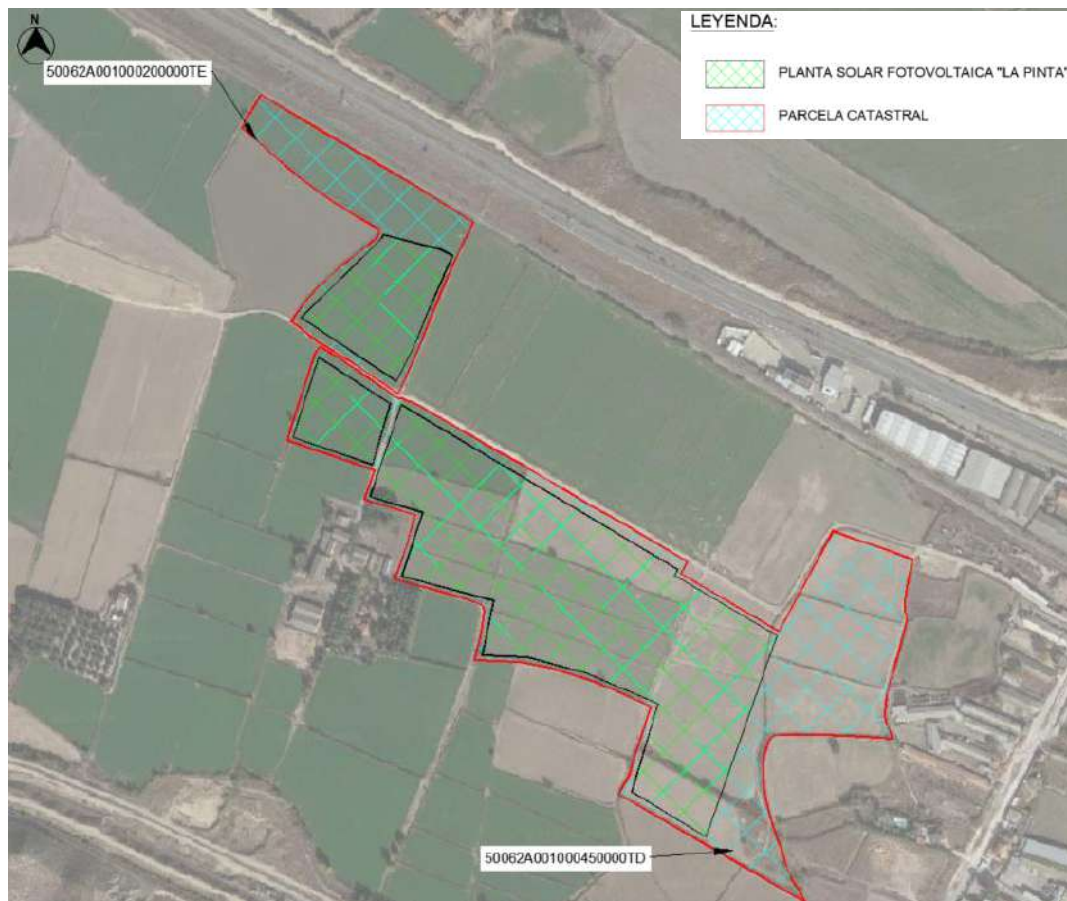 N
LEYENDA:
50062A001000200000TE
PLANTA SOLAR FOTOVOLTAICA "LA PINTA"
PARCELA CATASTRAL
50062A001000450000TD